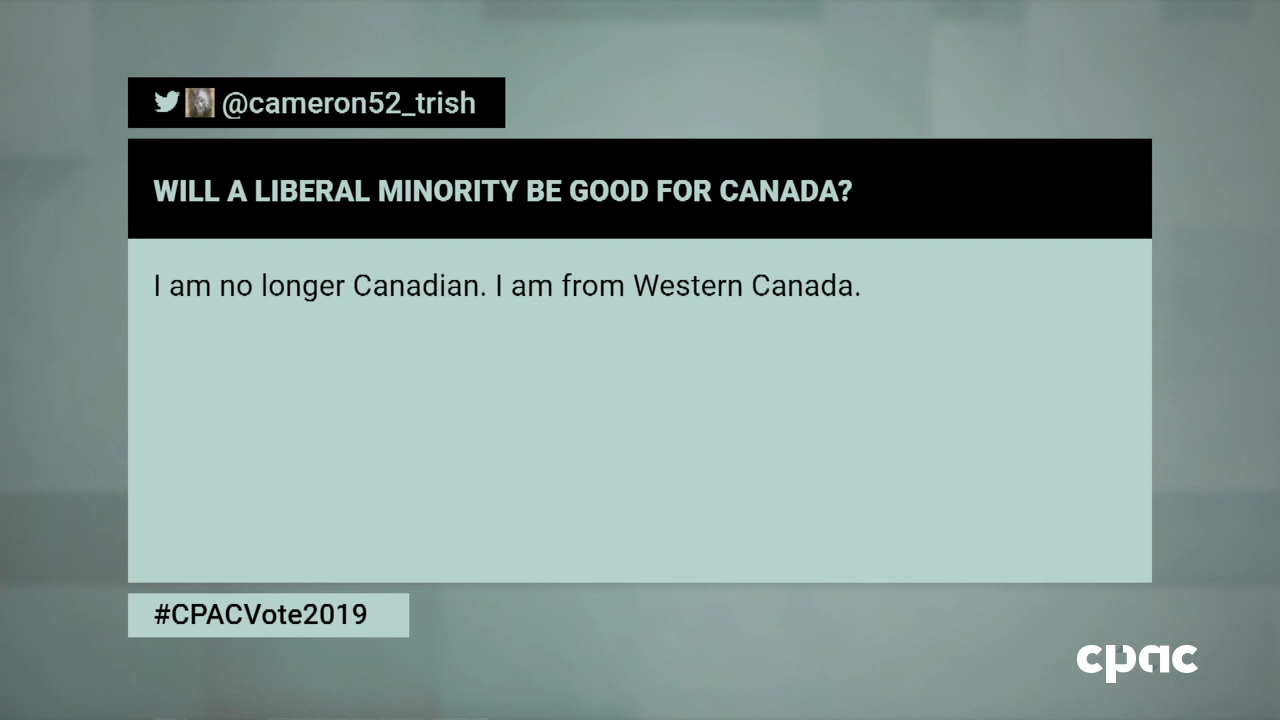 @cameron52_trish
WILL A LIBERAL MINORITY BE GOOD FOR CANADA?
I am no longer Canadian. I am from Western Canada.
#CPACVote2019
cpac